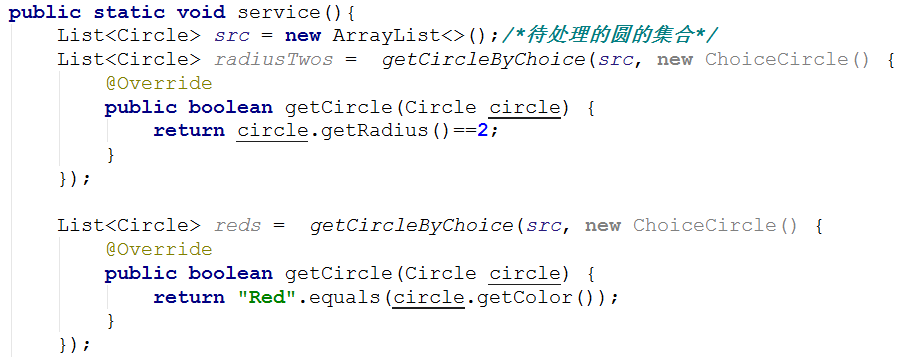 public static void service(){
    List<Circle> src = new ArrayList<>();/*待处理的圆的集合*/
    List<Circle> radiusTwos =  getCircleByChoice(src, new ChoiceCircle() {
        @Override
        public boolean getCircle(Circle circle) {
            return circle.getRadius()==2;
        }
    });

    List<Circle> reds =  getCircleByChoice(src, new ChoiceCircle() {
        @Override
        public boolean getCircle(Circle circle) {
            return "Red".equals(circle.getColor());
        }
    });